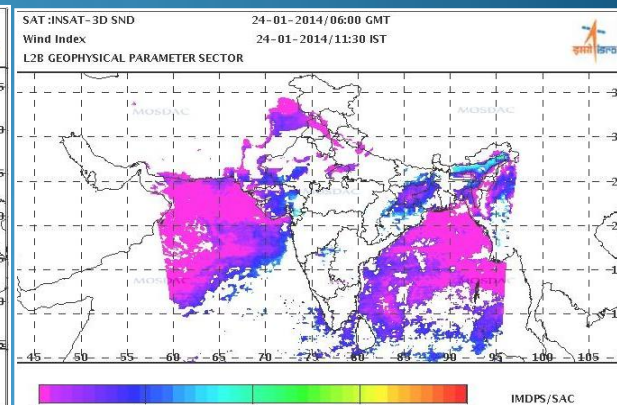 SAT :INSAT-3D SND 24-01-2014/06:00 GMT
Wind Index 24-01-2014/11:30 IST
L2B GEOPHYSICAL PARAMETER SECTOR
इसरो isro
MOSDAC MOSDAC
MOSDAC
45 50 55 60 65 70 75 80 85 90 95 100 105
IMDPS/SAC